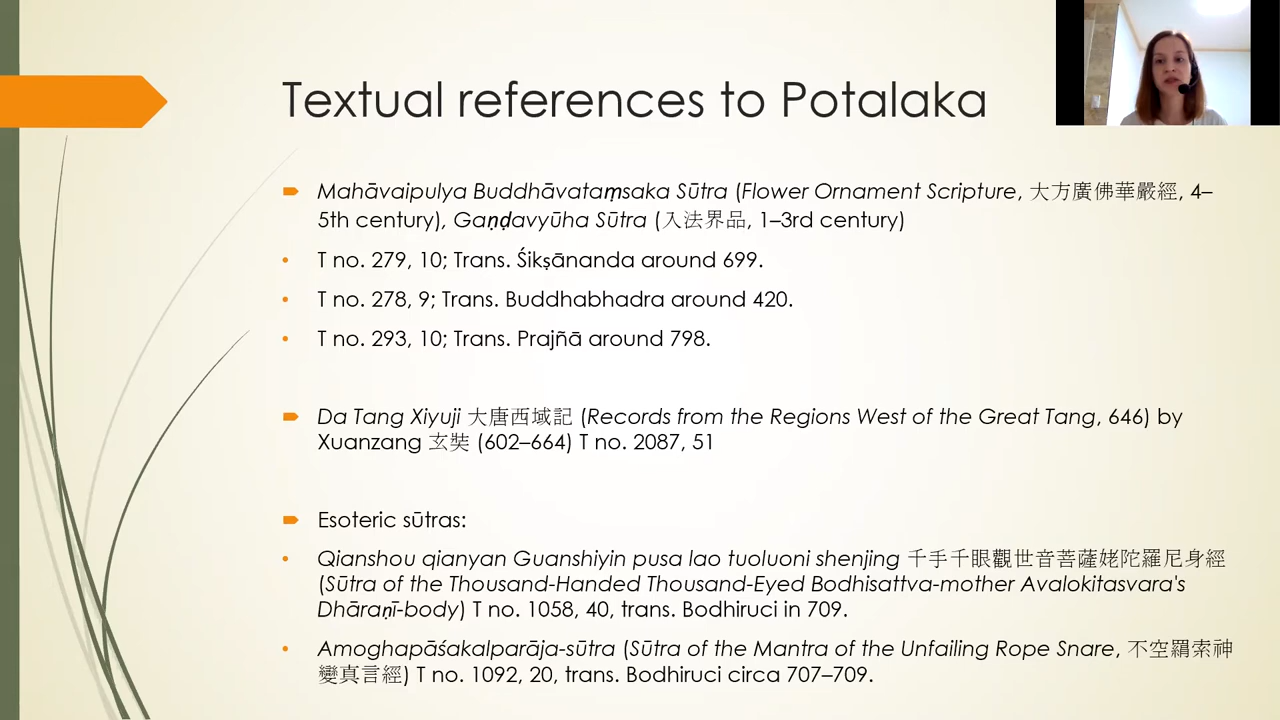 Textual references to Potalaka
Mahāvaipulya Buddhāvataṃsaka Sūtra (Flower Ornament Scripture, 大方廣佛華嚴經, 4–
5th century), Gaṇḍavyūha Sūtra (入法界品, 1–3rd century)
T no. 279, 10; Trans. Śikṣānanda around 699.
T no. 278, 9; Trans. Buddhabhadra around 420.
T no. 293, 10; Trans. Prajñā around 798.
Da Tang Xiyuji 大唐西域記 (Records from the Regions West of the Great Tang, 646) by
Xuanzang 玄奘 (602–664) T no. 2087, 51
Esoteric sūtras:
Qianshou qianyan Guanshiyin pusa lao tuoluoni shenjing 千手千眼觀世音菩薩姥陀羅尼身經
(Sūtra of the Thousand-Handed Thousand-Eyed Bodhisattva-mother Avalokitasvara's
Dhāraṇī-body) T no. 1058, 40, trans. Bodhiruci in 709.
Amoghapāśakalparāja-sūtra (Sūtra of the Mantra of the Unfailing Rope Snare, 不空羂索神
變真言經) T no. 1092, 20, trans. Bodhiruci circa 707–709.